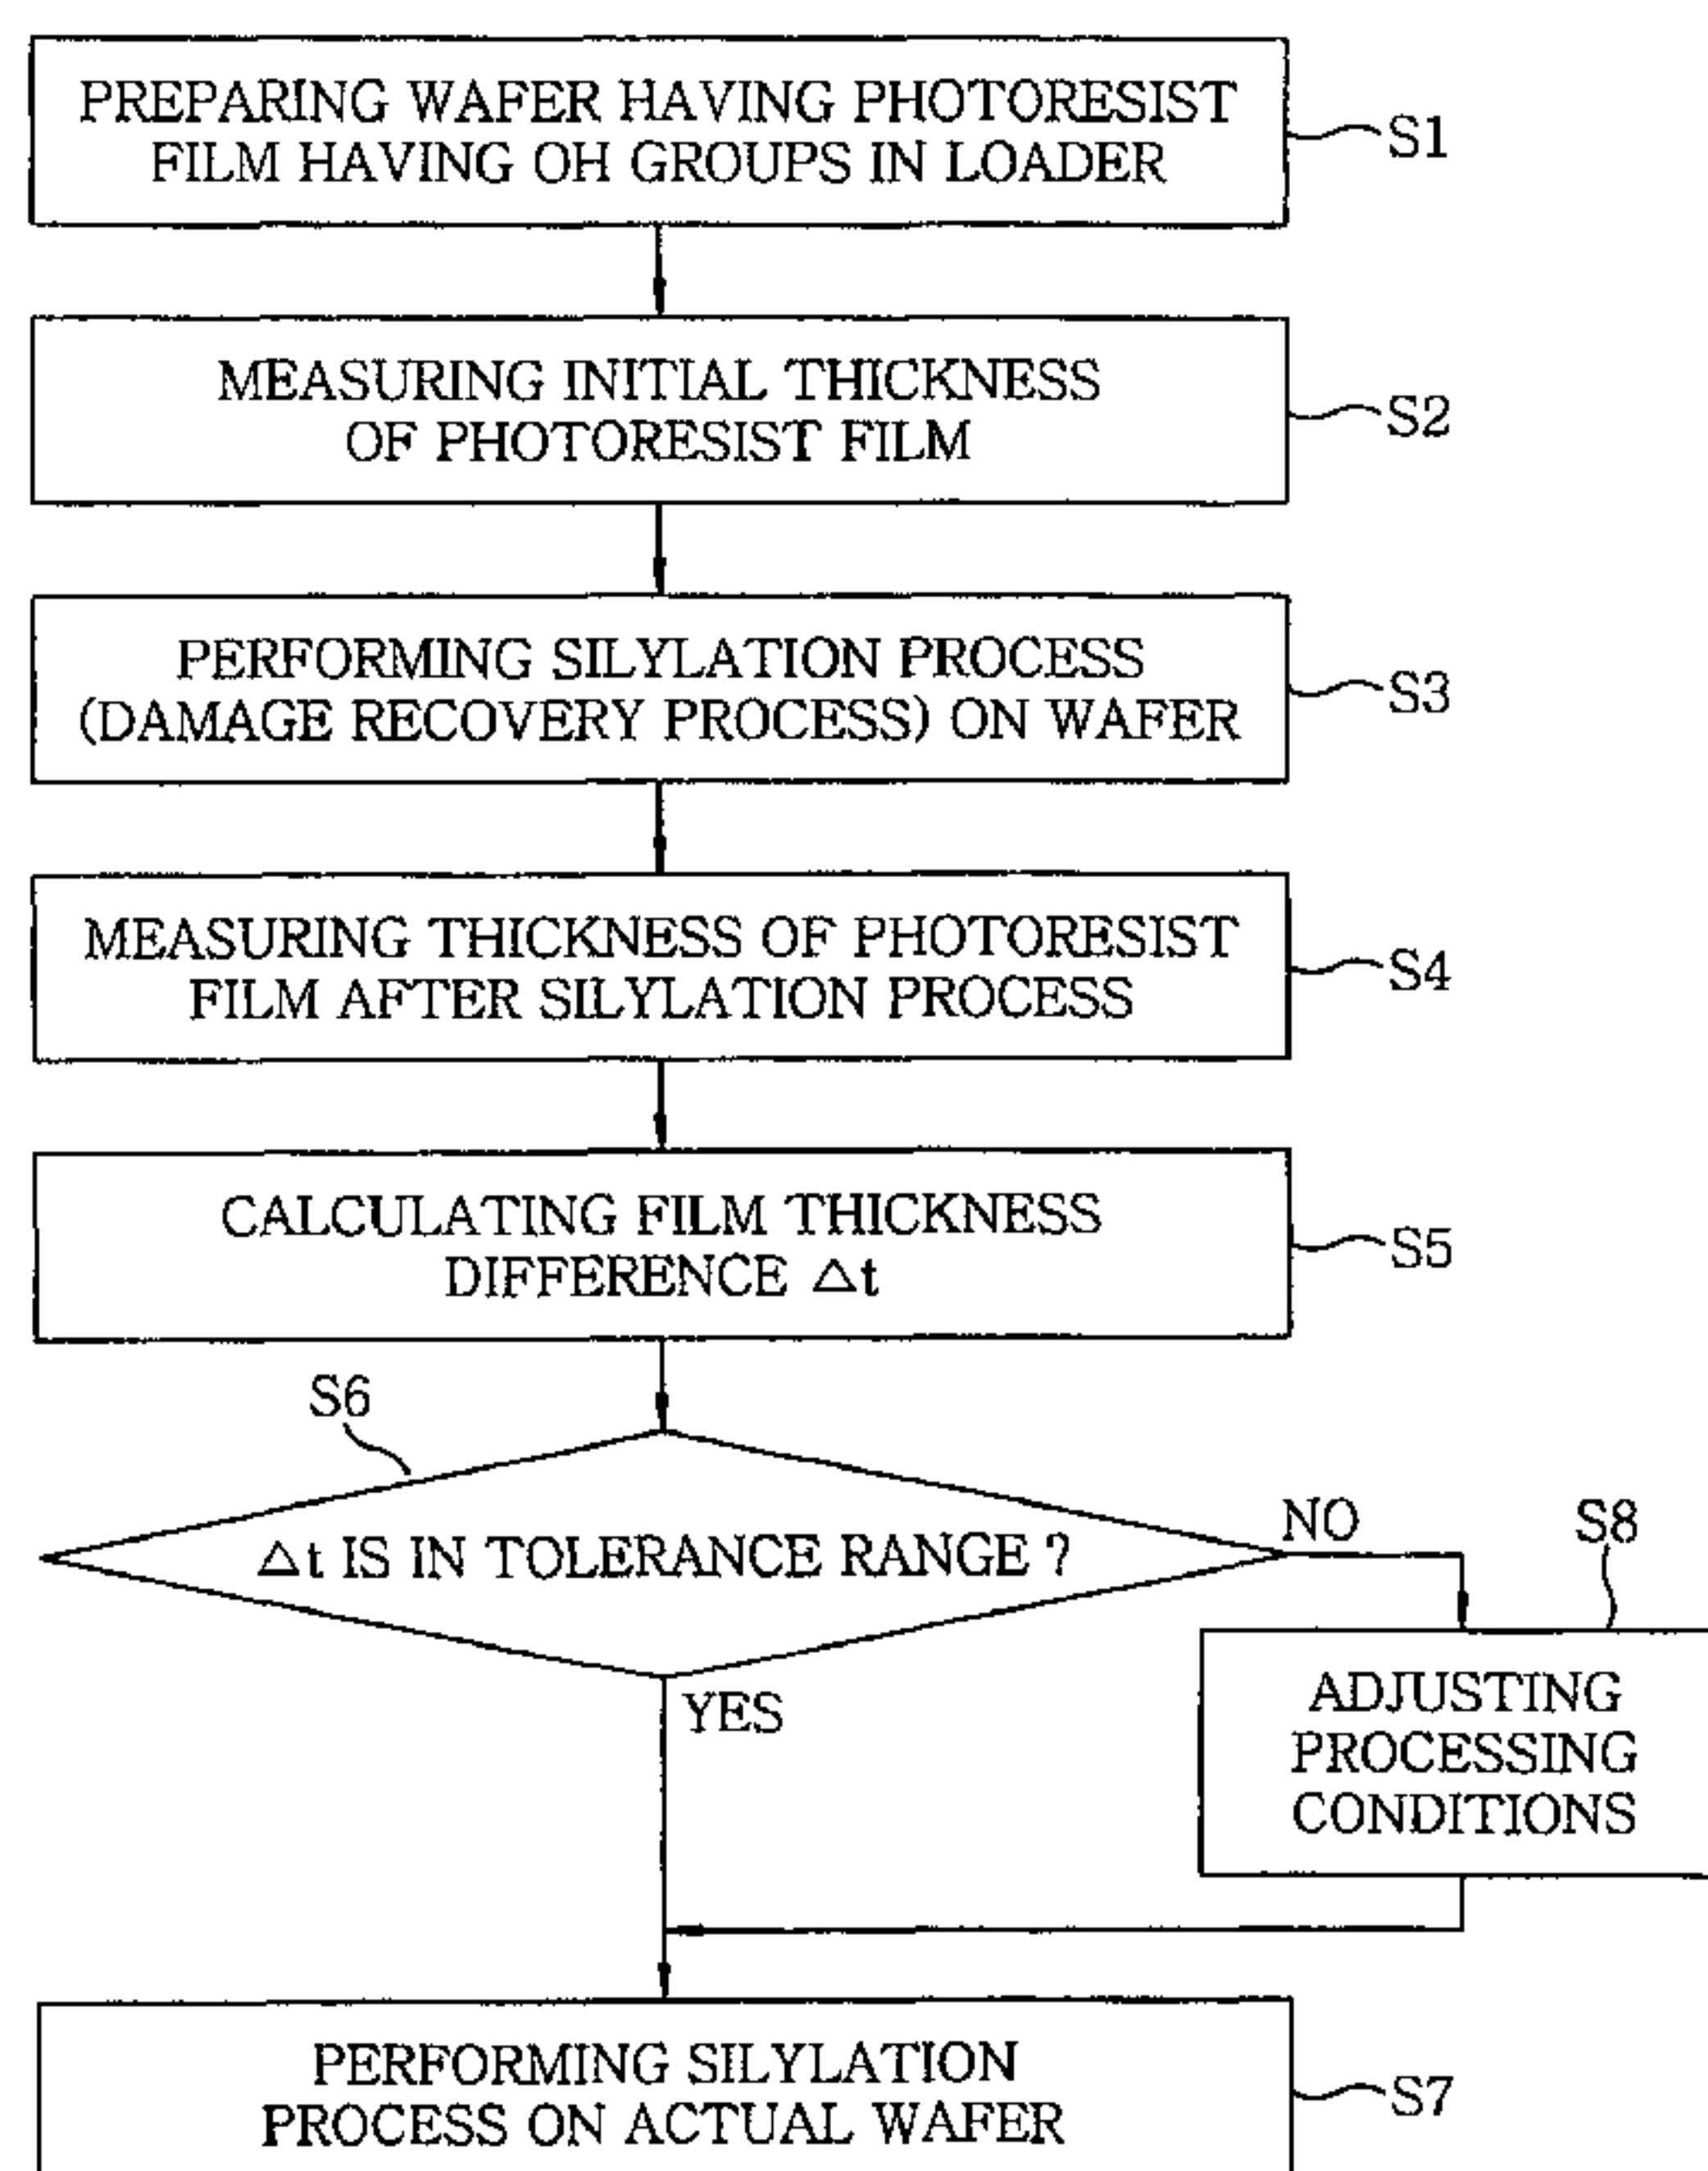 PREPARING WAFER HAVING PHOTORESIST
FILM HAVING OH GROUPS IN LOADER
S1
MEASURING INITIAL THICKNESS
OF PHOTORESIST FILM
S2
PERFORMING SILYLATION PROCESS
(DAMAGE RECOVERY PROCESS) ON WAFER
S3
MEASURING THICKNESS OF PHOTORESIST
FILM AFTER SILYLATION PROCESS
S4
CALCULATING FILM THICKNESS
DIFFERENCE Δt
S5
S6
Δt IS IN TOLERANCE RANGE ?
NO
S8
YES
ADJUSTING
PROCESSING
CONDITIONS
PERFORMING SILYLATION
PROCESS ON ACTUAL WAFER
S7